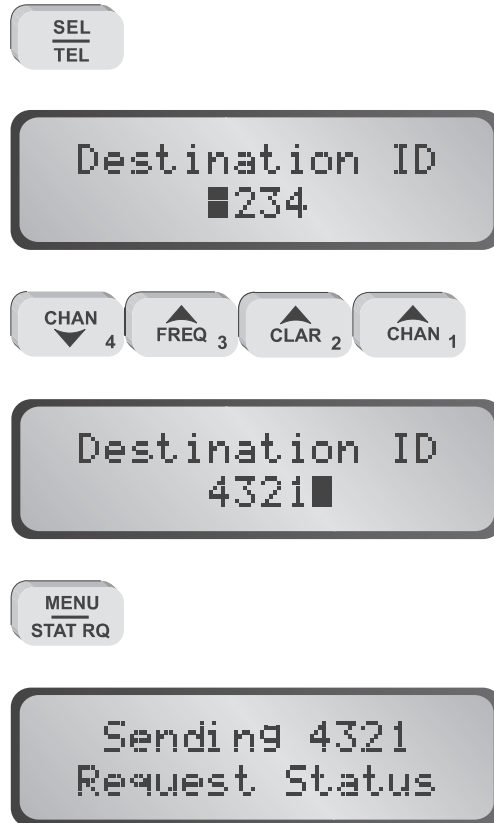 SEL
TEL
Destination ID
234
CHAN 4 FREQ 3 CLAR 2 CHAN 1
Destination ID
4321
MENU
STAT RQ
Sending 4321
Request Status